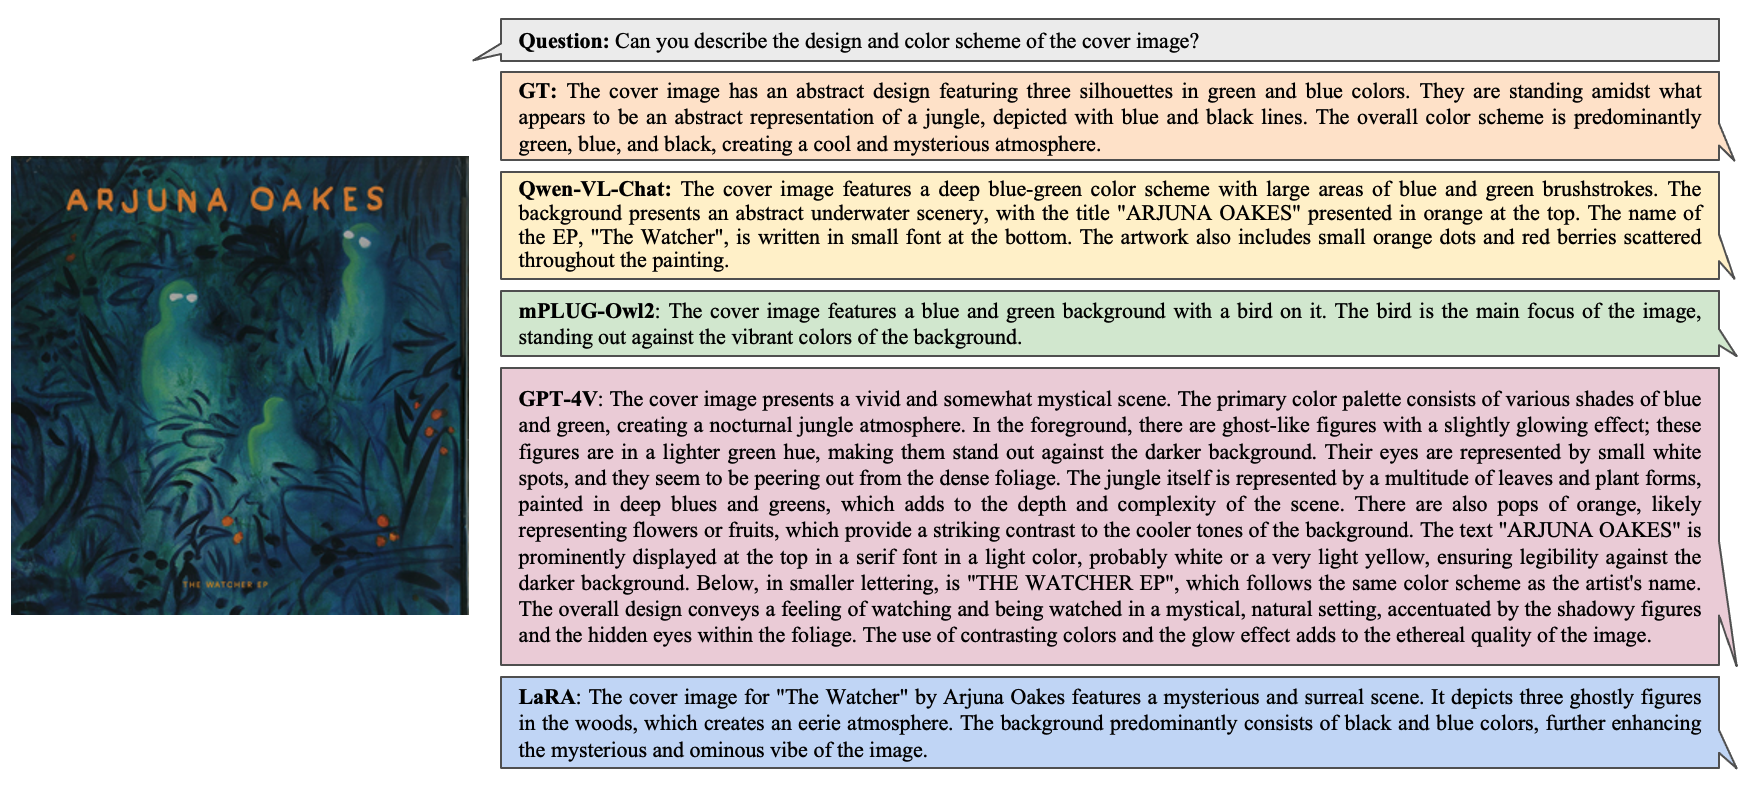 ARJUNA OAKES
THE WATCHER EP
Question: Can you describe the design and color scheme of the cover image?
GT: The cover image has an abstract design featuring three silhouettes in green and blue colors. They are standing amidst what
appears to be an abstract representation of a jungle, depicted with blue and black lines. The overall color scheme is predominantly
green, blue, and black, creating a cool and mysterious atmosphere.
Qwen-VL-Chat: The cover image features a deep blue-green color scheme with large areas of blue and green brushstrokes. The
background presents an abstract underwater scenery, with the title "ARJUNA OAKES" presented in orange at the top. The name of
the EP, "The Watcher", is written in small font at the bottom. The artwork also includes small orange dots and red berries scattered
throughout the painting.
mPLUG-Owl2: The cover image features a blue and green background with a bird on it. The bird is the main focus of the image,
standing out against the vibrant colors of the background.
GPT-4V: The cover image presents a vivid and somewhat mystical scene. The primary color palette consists of various shades of blue
and green, creating a nocturnal jungle atmosphere. In the foreground, there are ghost-like figures with a slightly glowing effect; these
figures are in a lighter green hue, making them stand out against the darker background. Their eyes are represented by small white
spots, and they seem to be peering out from the dense foliage. The jungle itself is represented by a multitude of leaves and plant forms,
painted in deep blues and greens, which adds to the depth and complexity of the scene. There are also pops of orange, likely
representing flowers or fruits, which provide a striking contrast to the cooler tones of the background. The text "ARJUNA OAKES" is
prominently displayed at the top in a serif font in a light color, probably white or a very light yellow, ensuring legibility against the
darker background. Below, in smaller lettering, is "THE WATCHER EP", which follows the same color scheme as the artist's name.
The overall design conveys a feeling of watching and being watched in a mystical, natural setting, accentuated by the shadowy figures
and the hidden eyes within the foliage. The use of contrasting colors and the glow effect adds to the ethereal quality of the image.
LaRA: The cover image for "The Watcher" by Arjuna Oakes features a mysterious and surreal scene. It depicts three ghostly figures
in the woods, which creates an eerie atmosphere. The background predominantly consists of black and blue colors, further enhancing
the mysterious and ominous vibe of the image.